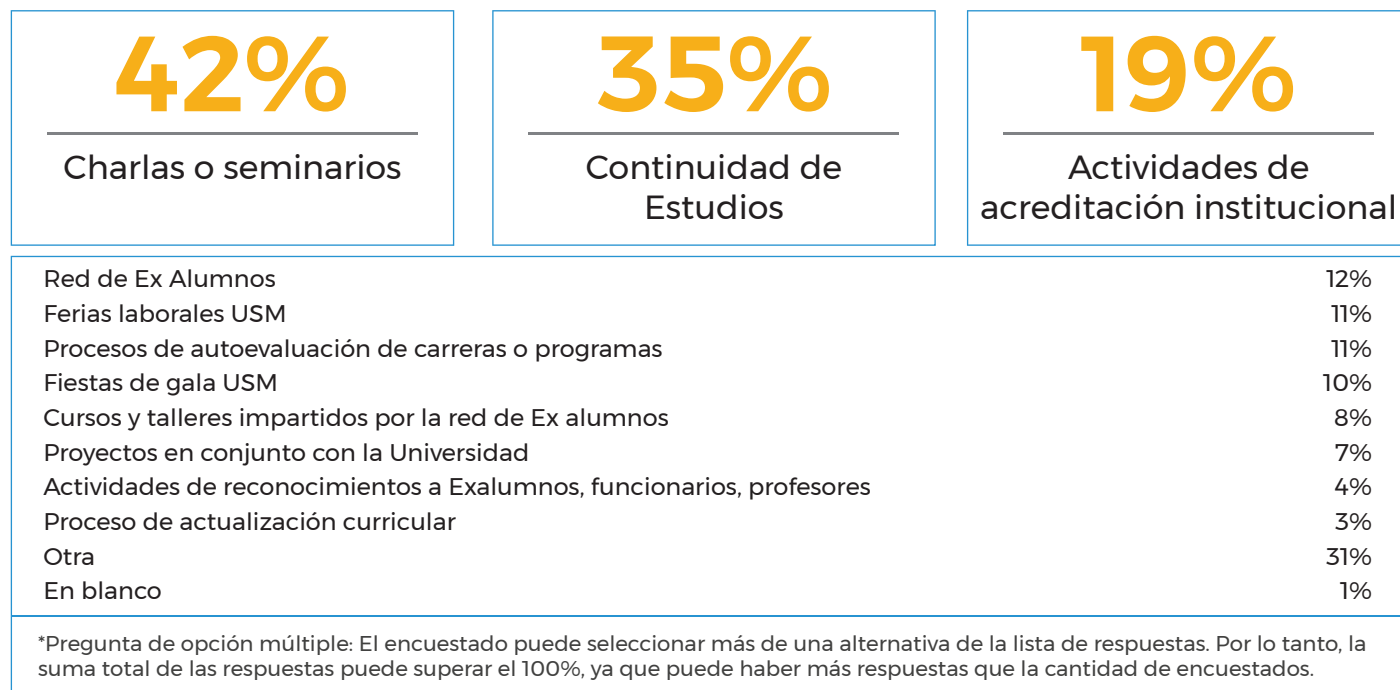 42%
Charlas o seminarios
35%
Continuidad de
Estudios
19%
Actividades de
acreditación institucional
Red de Ex Alumnos 12%
Ferias laborales USM 11%
Procesos de autoevaluación de carreras o programas 11%
Fiestas de gala USM 10%
Cursos y talleres impartidos por la red de Ex alumnos 8%
Proyectos en conjunto con la Universidad 7%
Actividades de reconocimientos a Exalumnos, funcionarios, profesores 4%
Proceso de actualización curricular 3%
Otra 31%
En blanco 1%
*Pregunta de opción múltiple: El encuestado puede seleccionar más de una alternativa de la lista de respuestas. Por lo tanto, la
suma total de las respuestas puede superar el 100%, ya que puede haber más respuestas que la cantidad de encuestados.